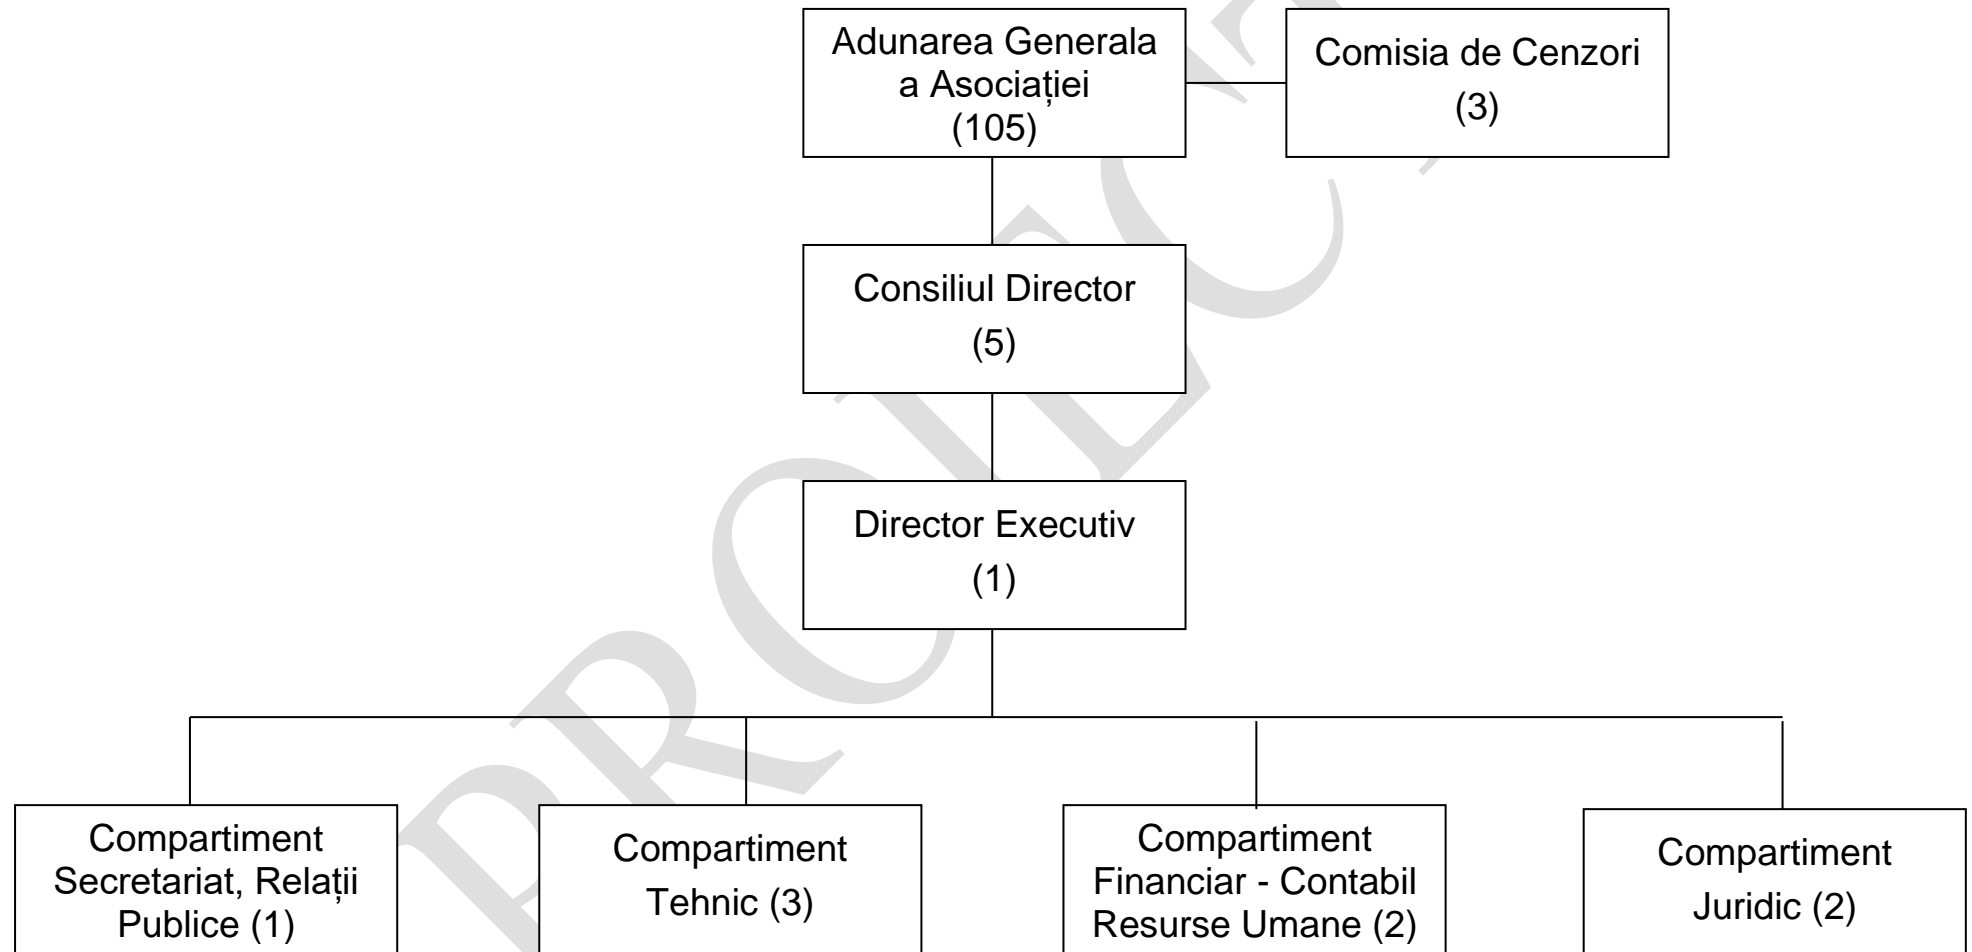 Adunarea Generala
a Asociației
(105)
Comisia de Cenzori
(3)
Consiliul Director
(5)
Director Executiv
(1)
Compartiment
Secretariat, Relații
Publice (1)
Compartiment
Tehnic (3)
Compartiment
Financiar - Contabil
Resurse Umane (2)
Compartiment
Juridic (2)
PROIECT